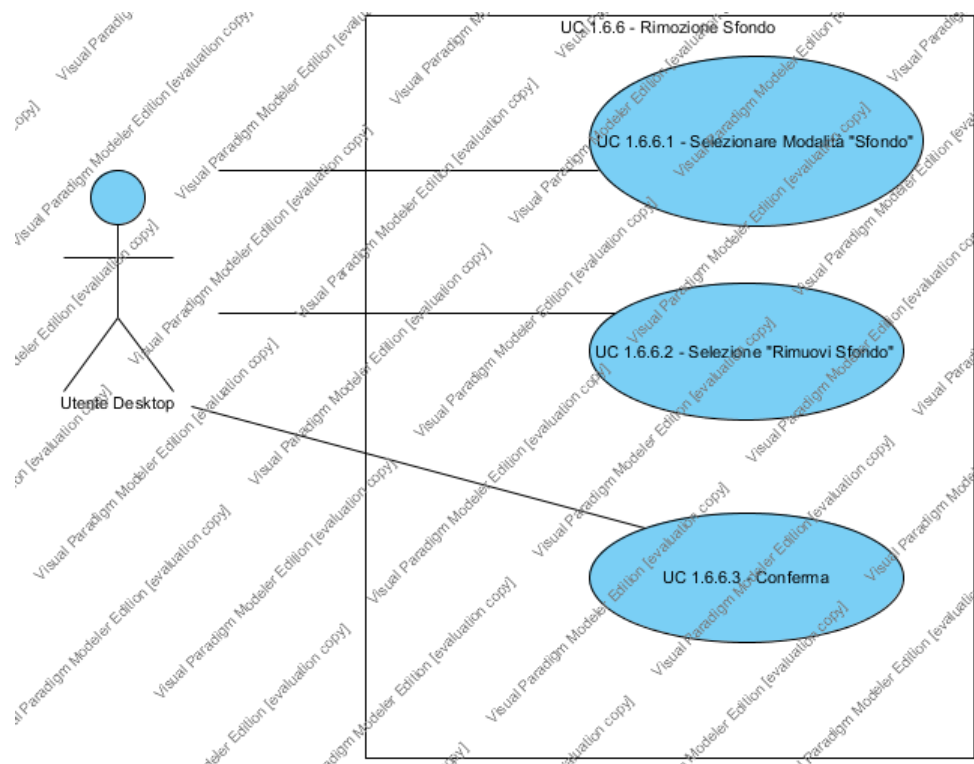 UC 1.6.6 - Rimozione Sfondo
UC 1.6.6.1 - Selezionare Modalità "Sfondo"
UC 1.6.6.2 - Selezione "Rimuovi Sfondo"
Utente Desktop
UC 1.6.6.3 - Conferma
Visual Paradigm Modeler Edition [evaluation copy]